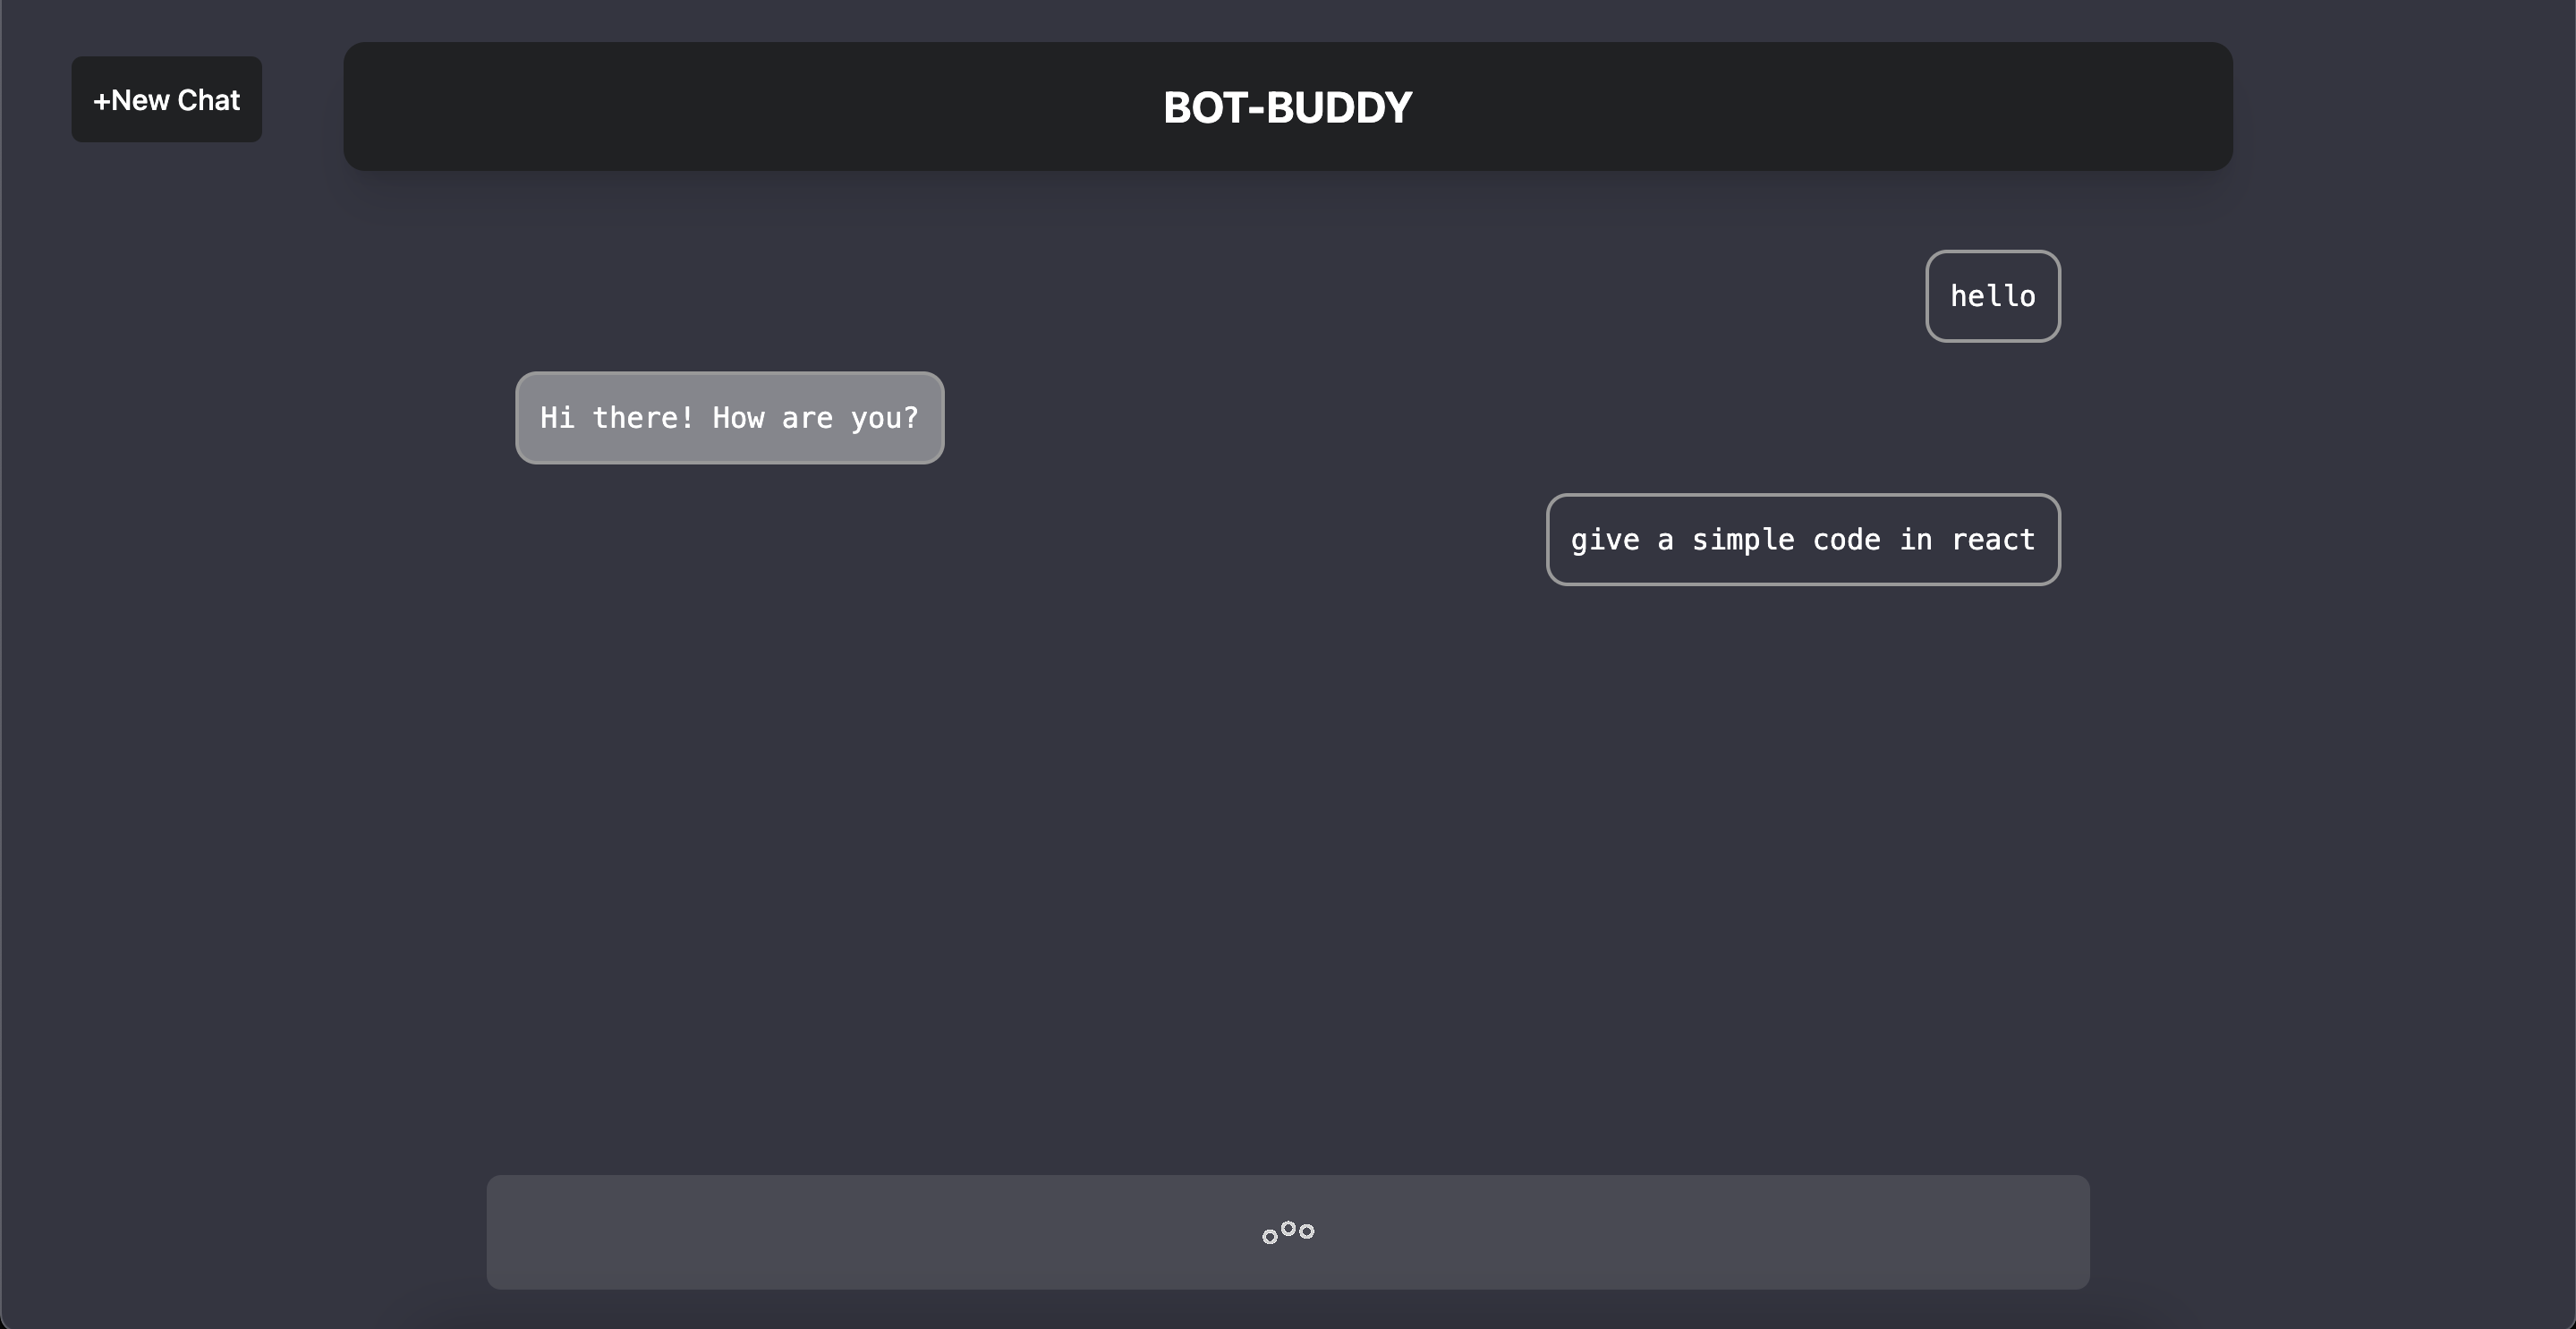 +New Chat
BOT-BUDDY
hello
Hi there! How are you?
give a simple code in react